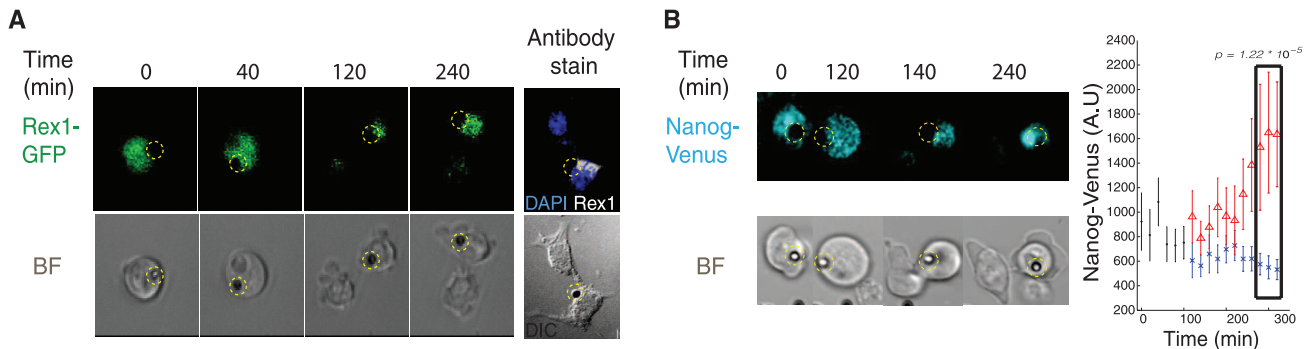 A
Time
(min)
0
40
120
240
Antibody
stain
Rex1-
GFP
DAPI Rex1
BF
DIC
B
Time
(min)
0
120
140
240
Nanog-
Venus
BF
p = 1.22 * 10-5
Nanog-Venus (A.U)
2400
2200
2000
1800
1600
1400
1200
1000
800
600
400
200
0
100
200
300
Time (min)